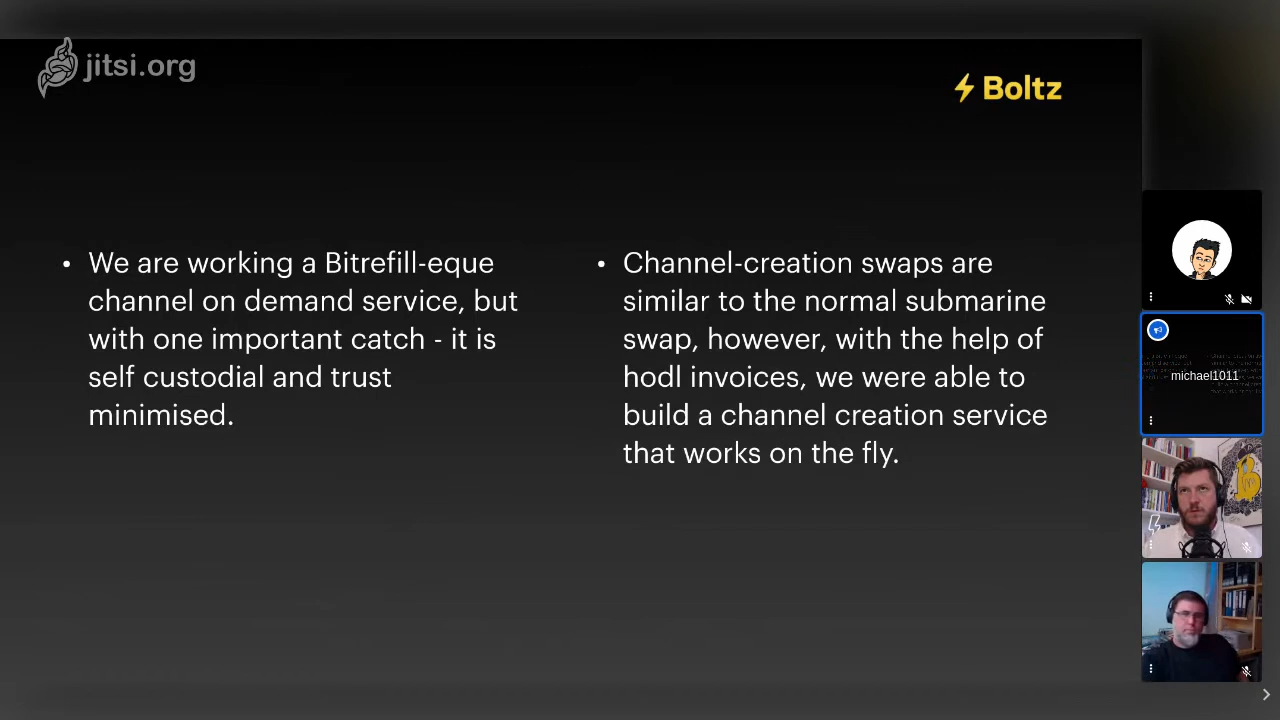 jitsi.org
Boltz
• We are working a Bitrefill-eque
channel on demand service, but
with one important catch - it is
self custodial and trust
minimised.
• Channel-creation swaps are
similar to the normal submarine
swap, however, with the help of
hodl invoices, we were able to
build a channel creation service
that works on the fly.
michael1011